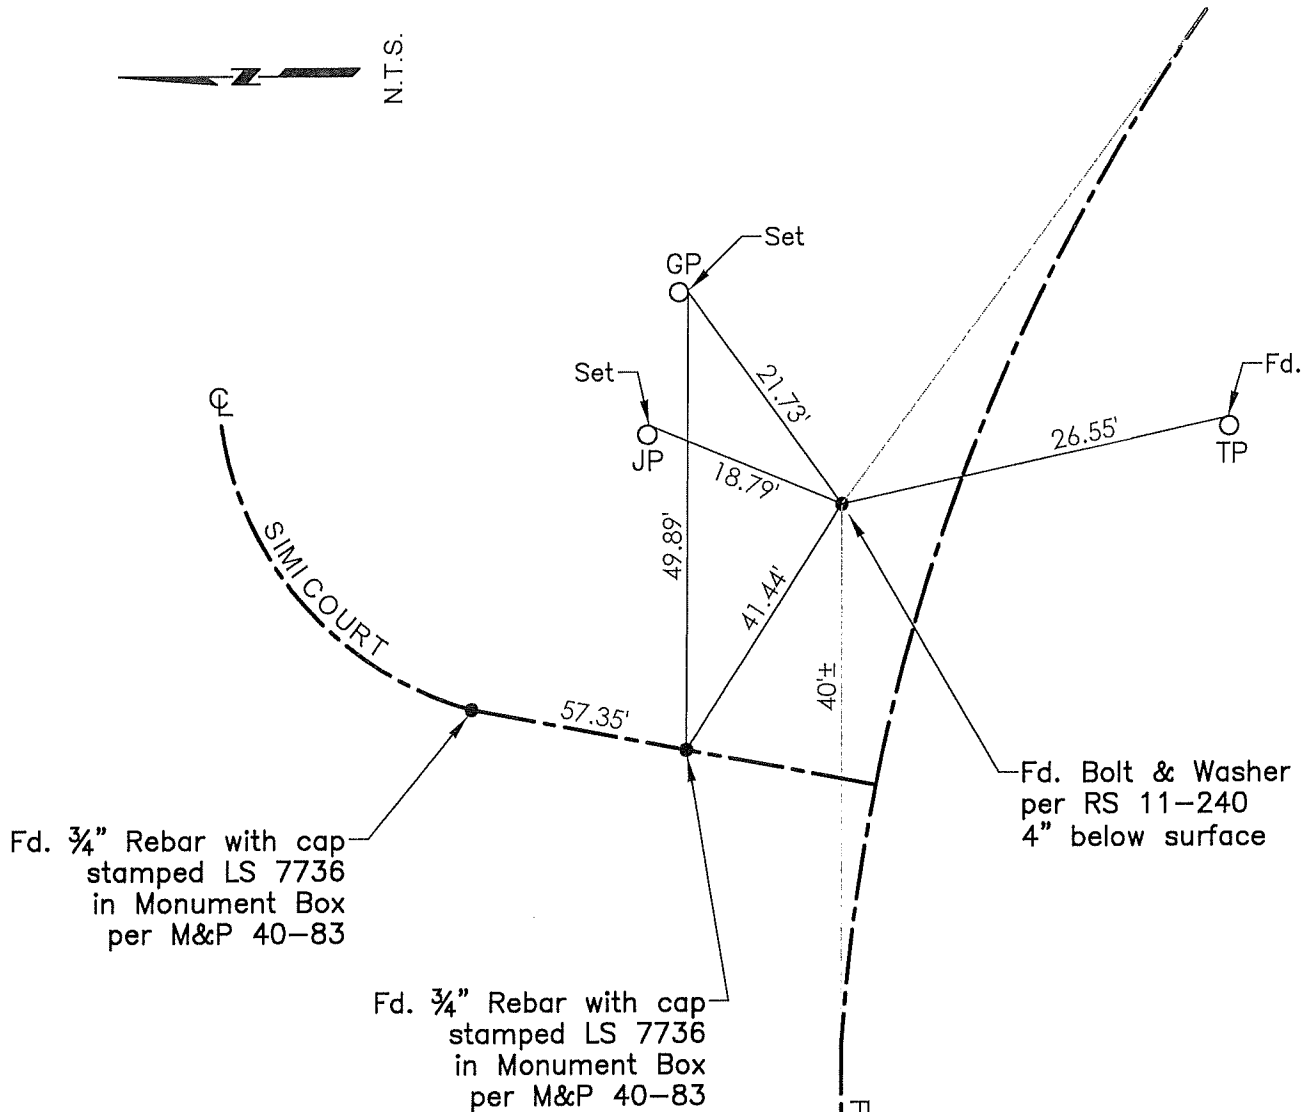 N
N.T.S.
Set
GP
Set
JP
Fd.
TP
℄
21.73'
26.55'
18.79'
49.89'
41.44'
SIMI COURT
40'±
57.35'
Fd. Bolt & Washer
per RS 11-240
4" below surface
Fd. ¾" Rebar with cap
stamped LS 7736
in Monument Box
per M&P 40-83
Fd. ¾" Rebar with cap
stamped LS 7736
in Monument Box
per M&P 40-83